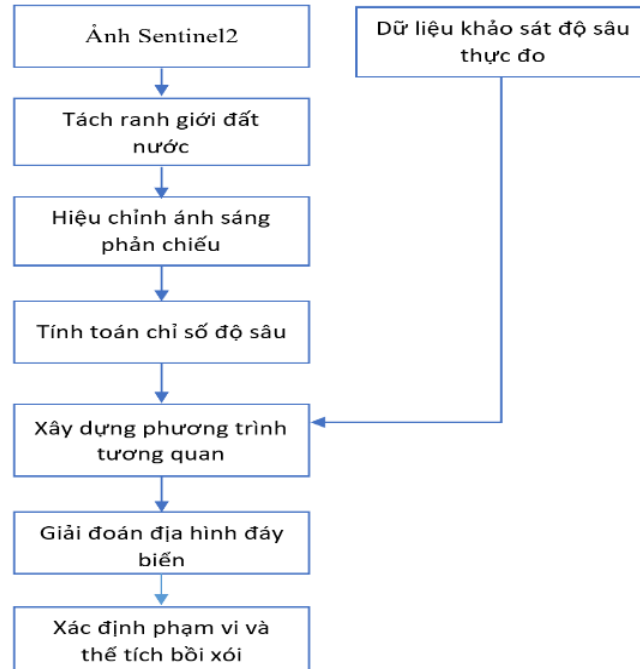 Ảnh Sentinel2
Dữ liệu khảo sát độ sâu
thực đo
Tách ranh giới đất
nước
Hiệu chỉnh ánh sáng
phản chiếu
Tính toán chỉ số độ sâu
Xây dựng phương trình
tương quan
Giải đoán địa hình đáy
biển
Xác định phạm vi và
thể tích bồi xói